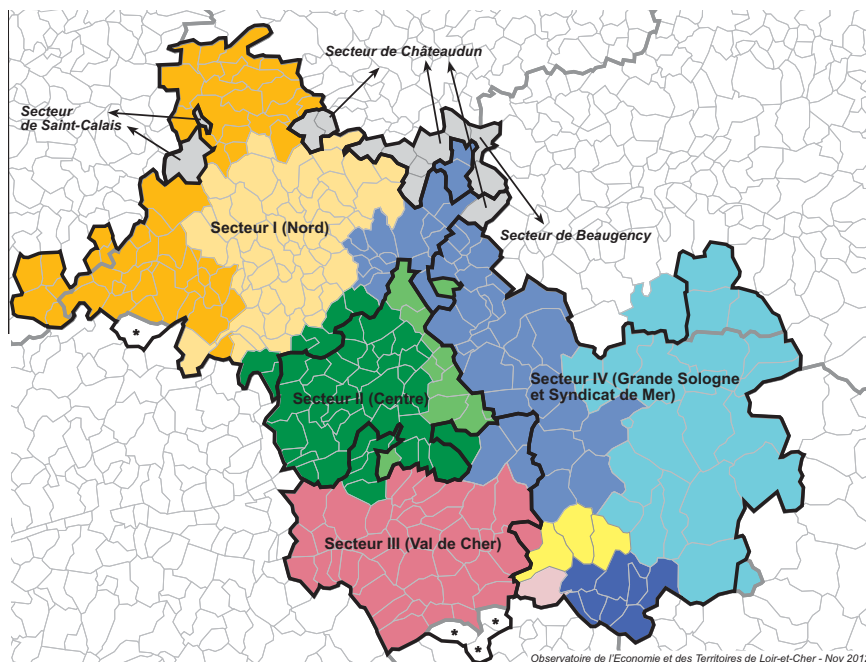 Secteur de Châteaudun
Secteur
de Saint-Calais
Secteur I (Nord)
Secteur de Beaugency
*
Secteur IV (Grande Sologne
et Syndicat de Mer)
Secteur II (Centre)
Secteur III (Val de Cher)
*
*
*
Observatoire de l'Economie et des Territoires de Loir-et-Cher - Nov